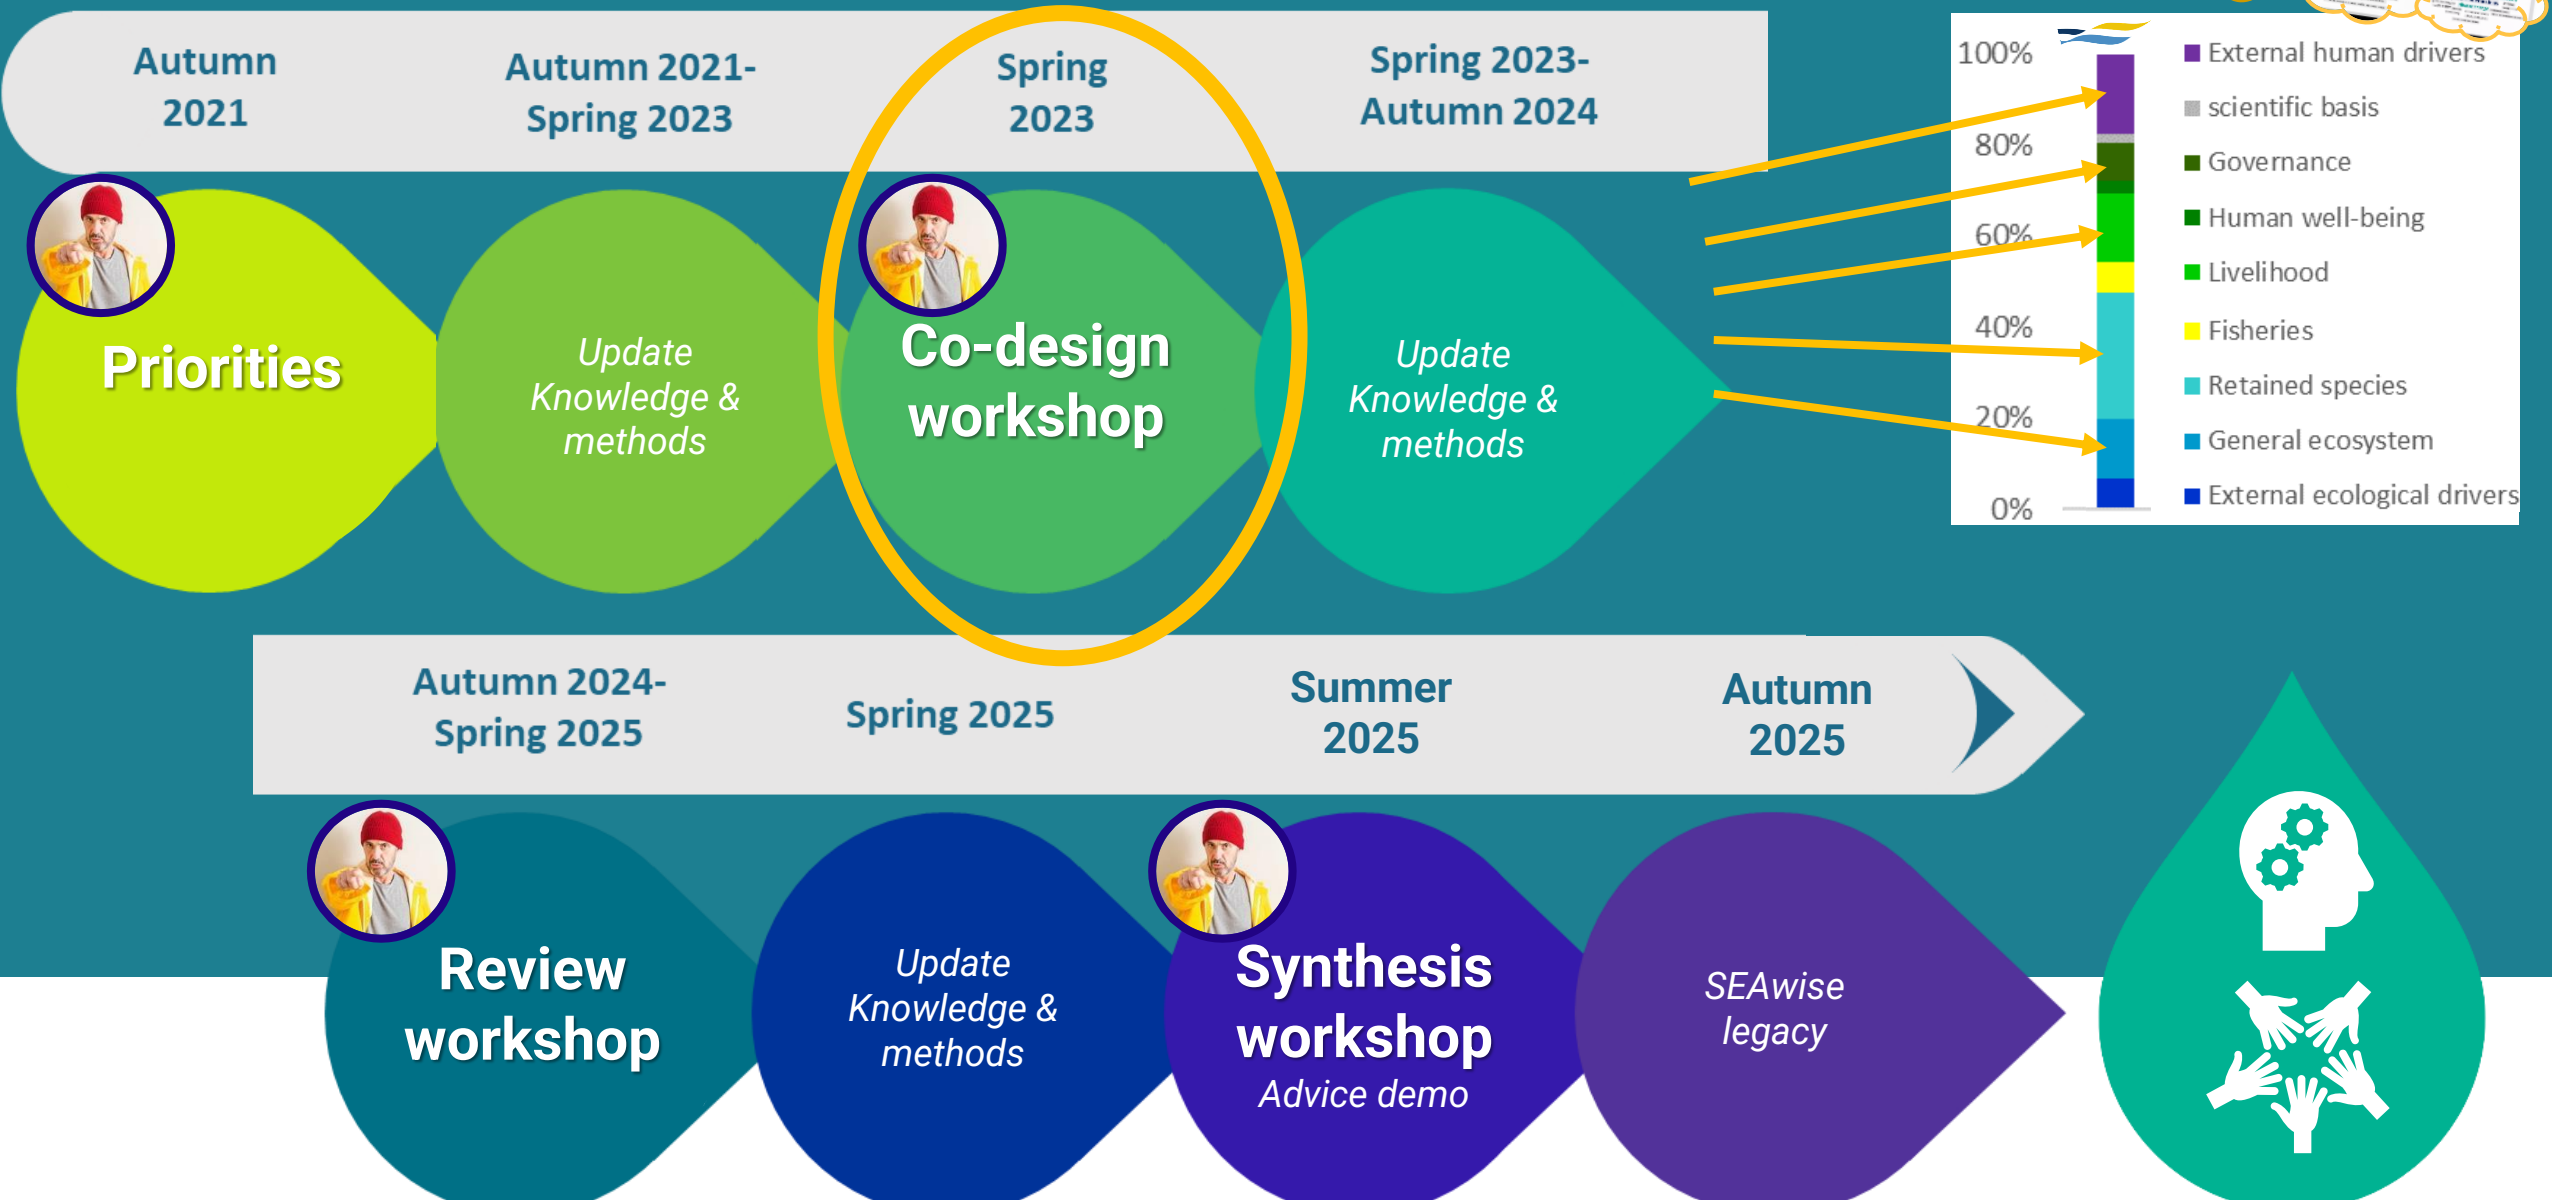 Autumn
2021
Autumn 2021-
Spring 2023
Spring
2023
Spring 2023-
Autumn 2024
Priorities
Update
Knowledge &
methods
Co-design
workshop
Update
Knowledge &
methods
100%
80%
60%
40%
20%
0%
External human drivers
scientific basis
Governance
Human well-being
Livelihood
Fisheries
Retained species
General ecosystem
External ecological drivers
Autumn 2024-
Spring 2025
Spring 2025
Summer
2025
Autumn
2025
Review
workshop
Update
Knowledge &
methods
Synthesis
workshop
Advice demo
SEAwise
legacy